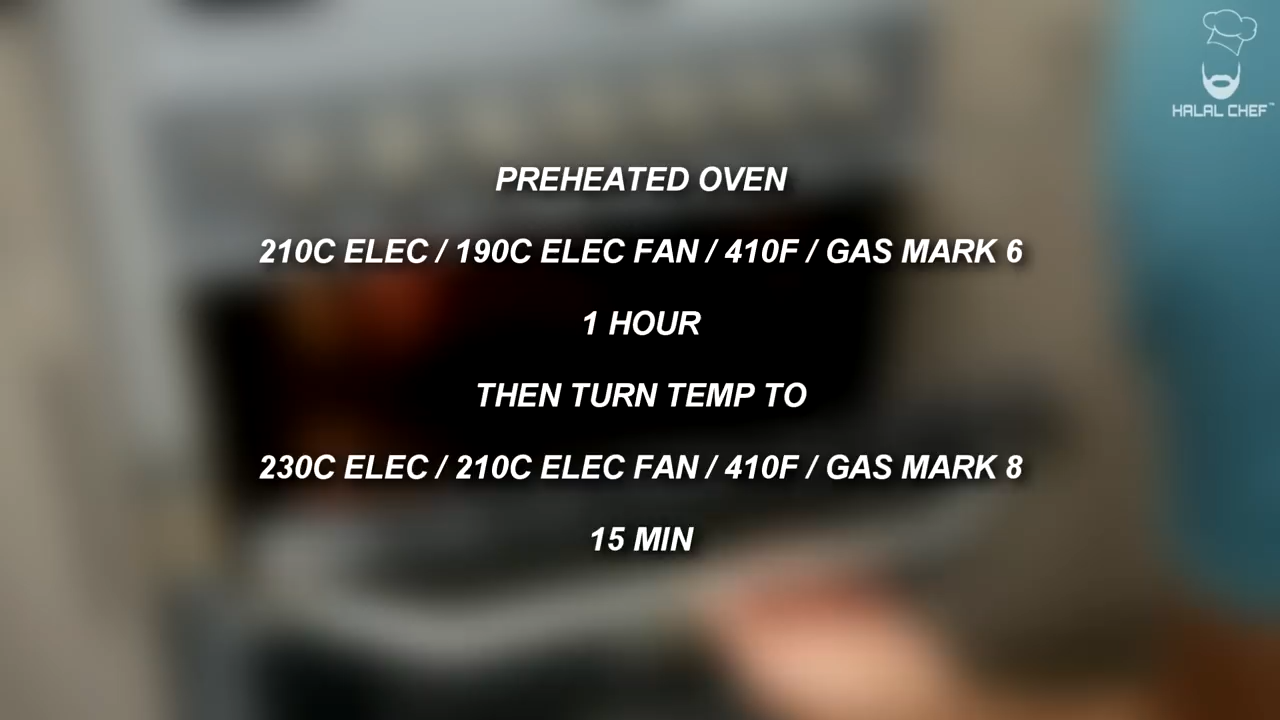 HALAL CHEF™
PREHEATED OVEN
210C ELEC / 190C ELEC FAN / 410F / GAS MARK 6
1 HOUR
THEN TURN TEMP TO
230C ELEC / 210C ELEC FAN / 410F / GAS MARK 8
15 MIN